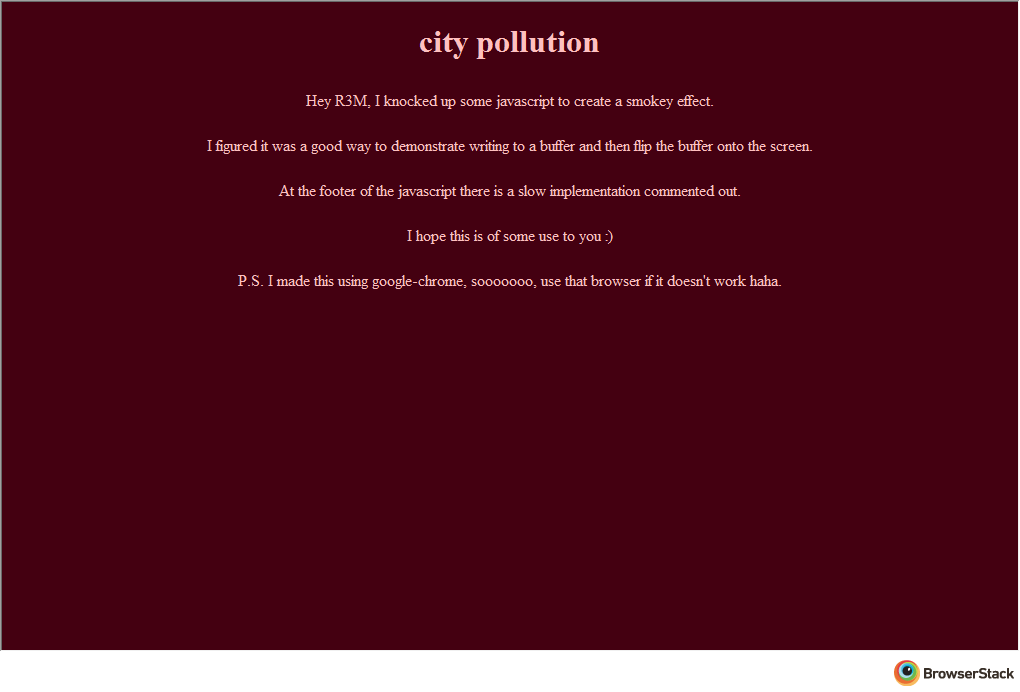 city pollution
Hey R3M, I knocked up some javascript to create a smokey effect.
I figured it was a good way to demonstrate writing to a buffer and then flip the buffer onto the screen.
At the footer of the javascript there is a slow implementation commented out.
I hope this is of some use to you :)
P.S. I made this using google-chrome, sooooooo, use that browser if it doesn't work haha.
BrowserStack